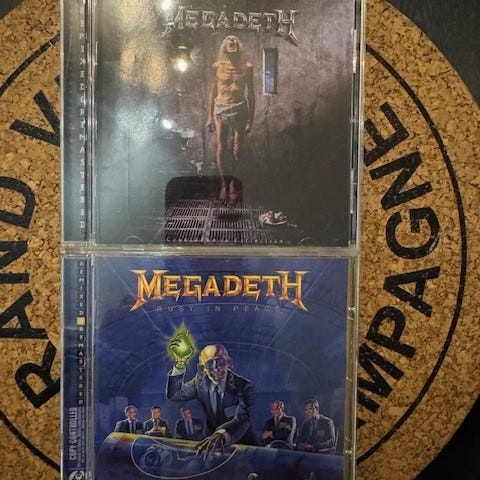 MEGADETH
REMIXED REMASTERED
MEGADETH
RUST IN PEACE
REMIXED REMASTERED
COPY CONTROLLED
RAND V
MPAGNE